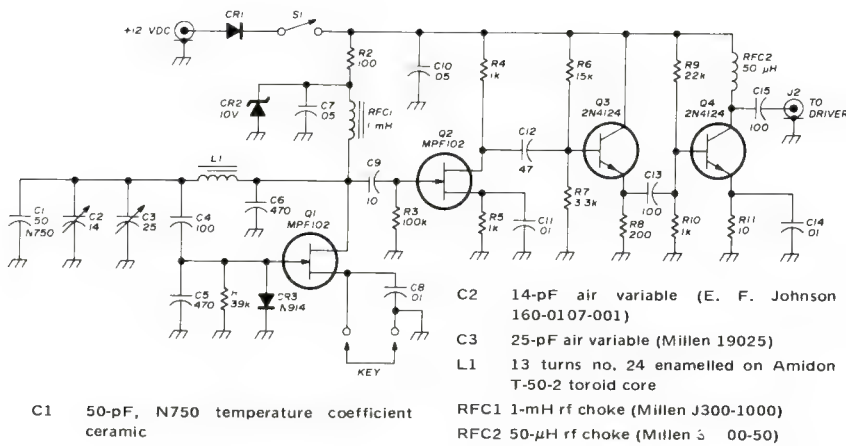 +12 VDC
CR1
S1
R2
100
C10
05
R4
1k
R6
15k
R9
22k
RFC2
50 μH
C15
100
J2
TO
DRIVER
CR2
10V
C7
05
RFC1
1 mH
Q2
MPF102
C12
47
Q3
2N4124
Q4
2N4124
L1
C9
10
C13
100
C1
50
N750
C2
14
C3
25
C4
100
C6
470
Q1
MPF102
R3
100k
R5
1k
C11
01
R7
3.3k
R8
200
R10
1k
R11
10
C14
01
C5
470
39k
CR3
C8
01
KEY
C1 50-pF, N750 temperature coefficient
ceramic
C2 14-pF air variable (E. F. Johnson
160-0107-001)
C3 25-pF air variable (Millen 19025)
L1 13 turns no. 24 enamelled on Amidon
T-50-2 toroid core
RFC1 1-mH rf choke (Millen J300-1000)
RFC2 50-μH rf choke (Millen 00-50)